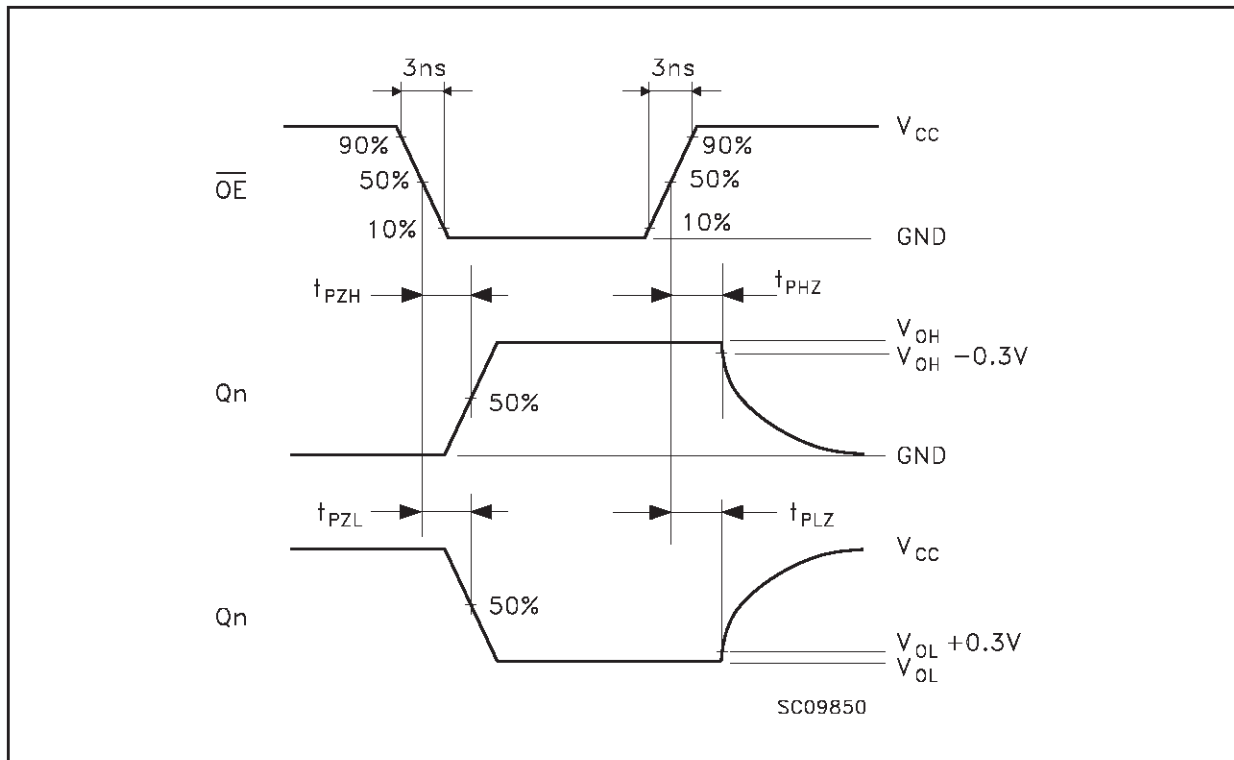 3ns 3ns
V_CC
90% 90%
O̅E̅ 50% 50%
10% 10%
GND
t_PZH t_PHZ
V_OH
V_OH −0.3V
Qn 50%
GND
t_PZL t_PLZ
V_CC
50%
Qn
V_OL +0.3V
V_OL
SC09850